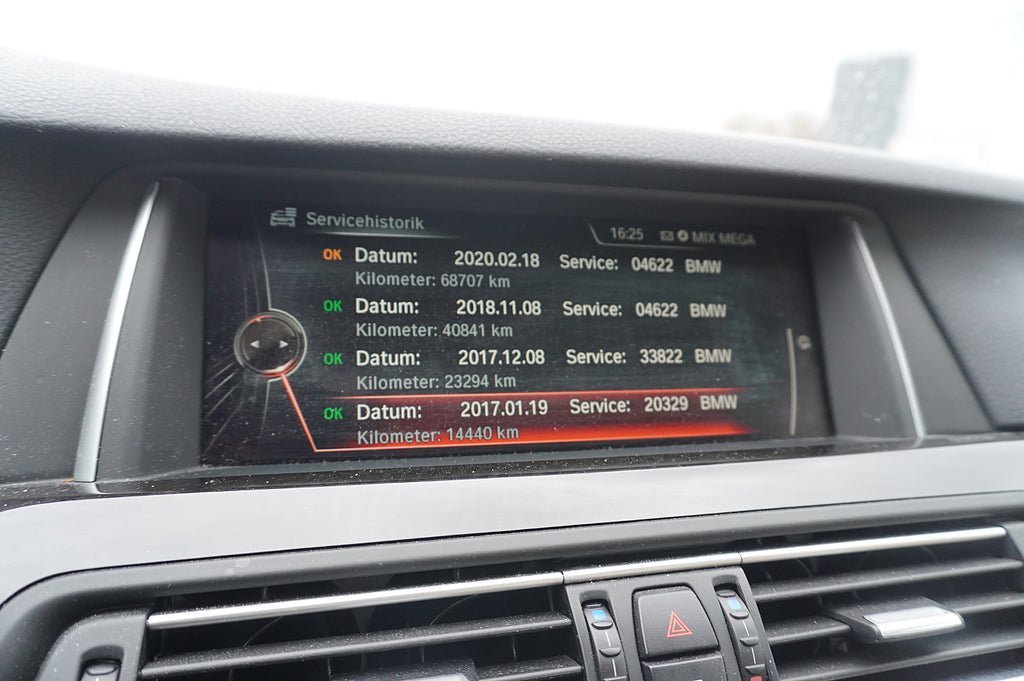 Servicehistorik
16:25 MIX MEGA
OK Datum: 2020.02.18 Service: 04622 BMW
Kilometer: 68707 km
OK Datum: 2018.11.08 Service: 04622 BMW
Kilometer: 40841 km
OK Datum: 2017.12.08 Service: 33822 BMW
Kilometer: 23294 km
OK Datum: 2017.01.19 Service: 20329 BMW
Kilometer: 14440 km